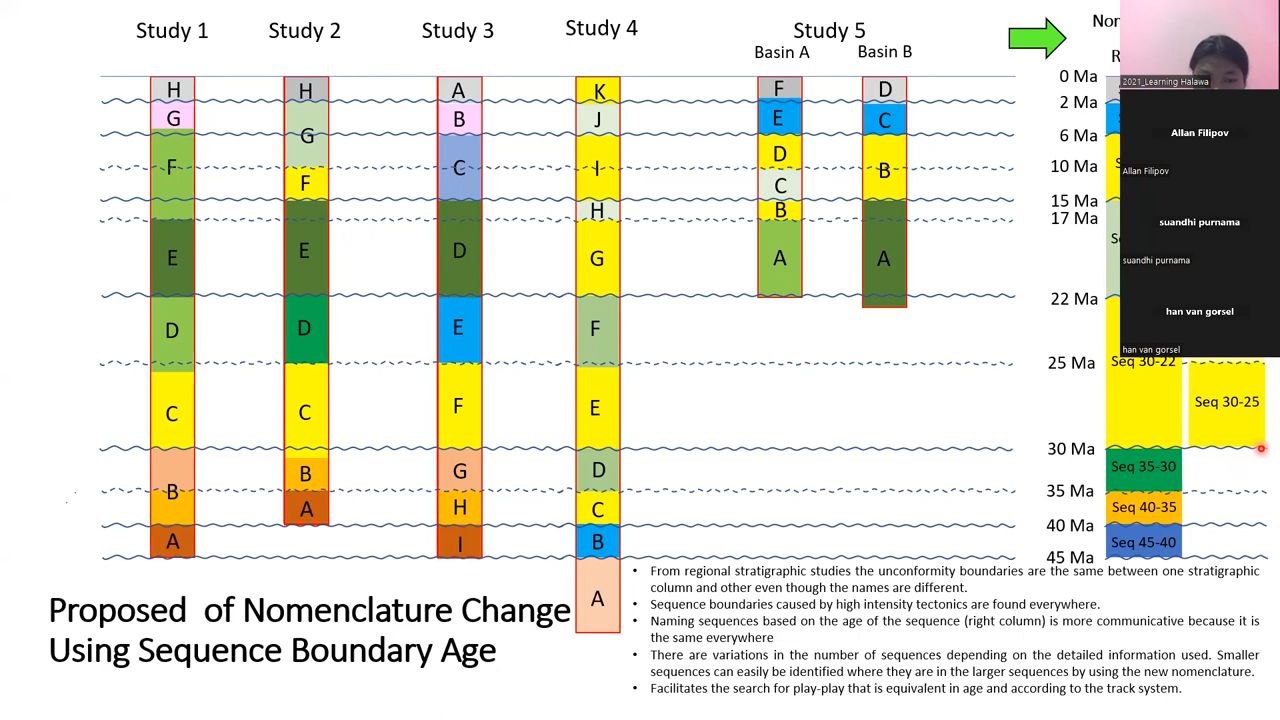 Study 1
Study 2
Study 3
Study 4
Study 5
Basin A
Basin B
H
G
F
E
D
C
B
A
H
G
F
E
D
C
B
A
A
B
C
D
E
F
G
H
I
K
J
I
H
G
F
E
D
C
B
A
F
E
D
C
B
A
D
C
B
A
0 Ma
2 Ma
6 Ma
10 Ma
15 Ma
17 Ma
22 Ma
25 Ma
30 Ma
35 Ma
40 Ma
45 Ma
Seq 30-22
Seq 30-25
Seq 35-30
Seq 40-35
Seq 45-40
2021_Learning Halawa
Allan Filipov
Allan Filipov
suandhi purnama
suandhi purnama
han van gorsel
han van gorsel
Proposed of Nomenclature Change
Using Sequence Boundary Age
• From regional stratigraphic studies the unconformity boundaries are the same between one stratigraphic
column and other even though the names are different.
• Sequence boundaries caused by high intensity tectonics are found everywhere.
• Naming sequences based on the age of the sequence (right column) is more communicative because it is
the same everywhere
• There are variations in the number of sequences depending on the detailed information used. Smaller
sequences can easily be identified where they are in the larger sequences by using the new nomenclature.
• Facilitates the search for play-play that is equivalent in age and according to the track system.